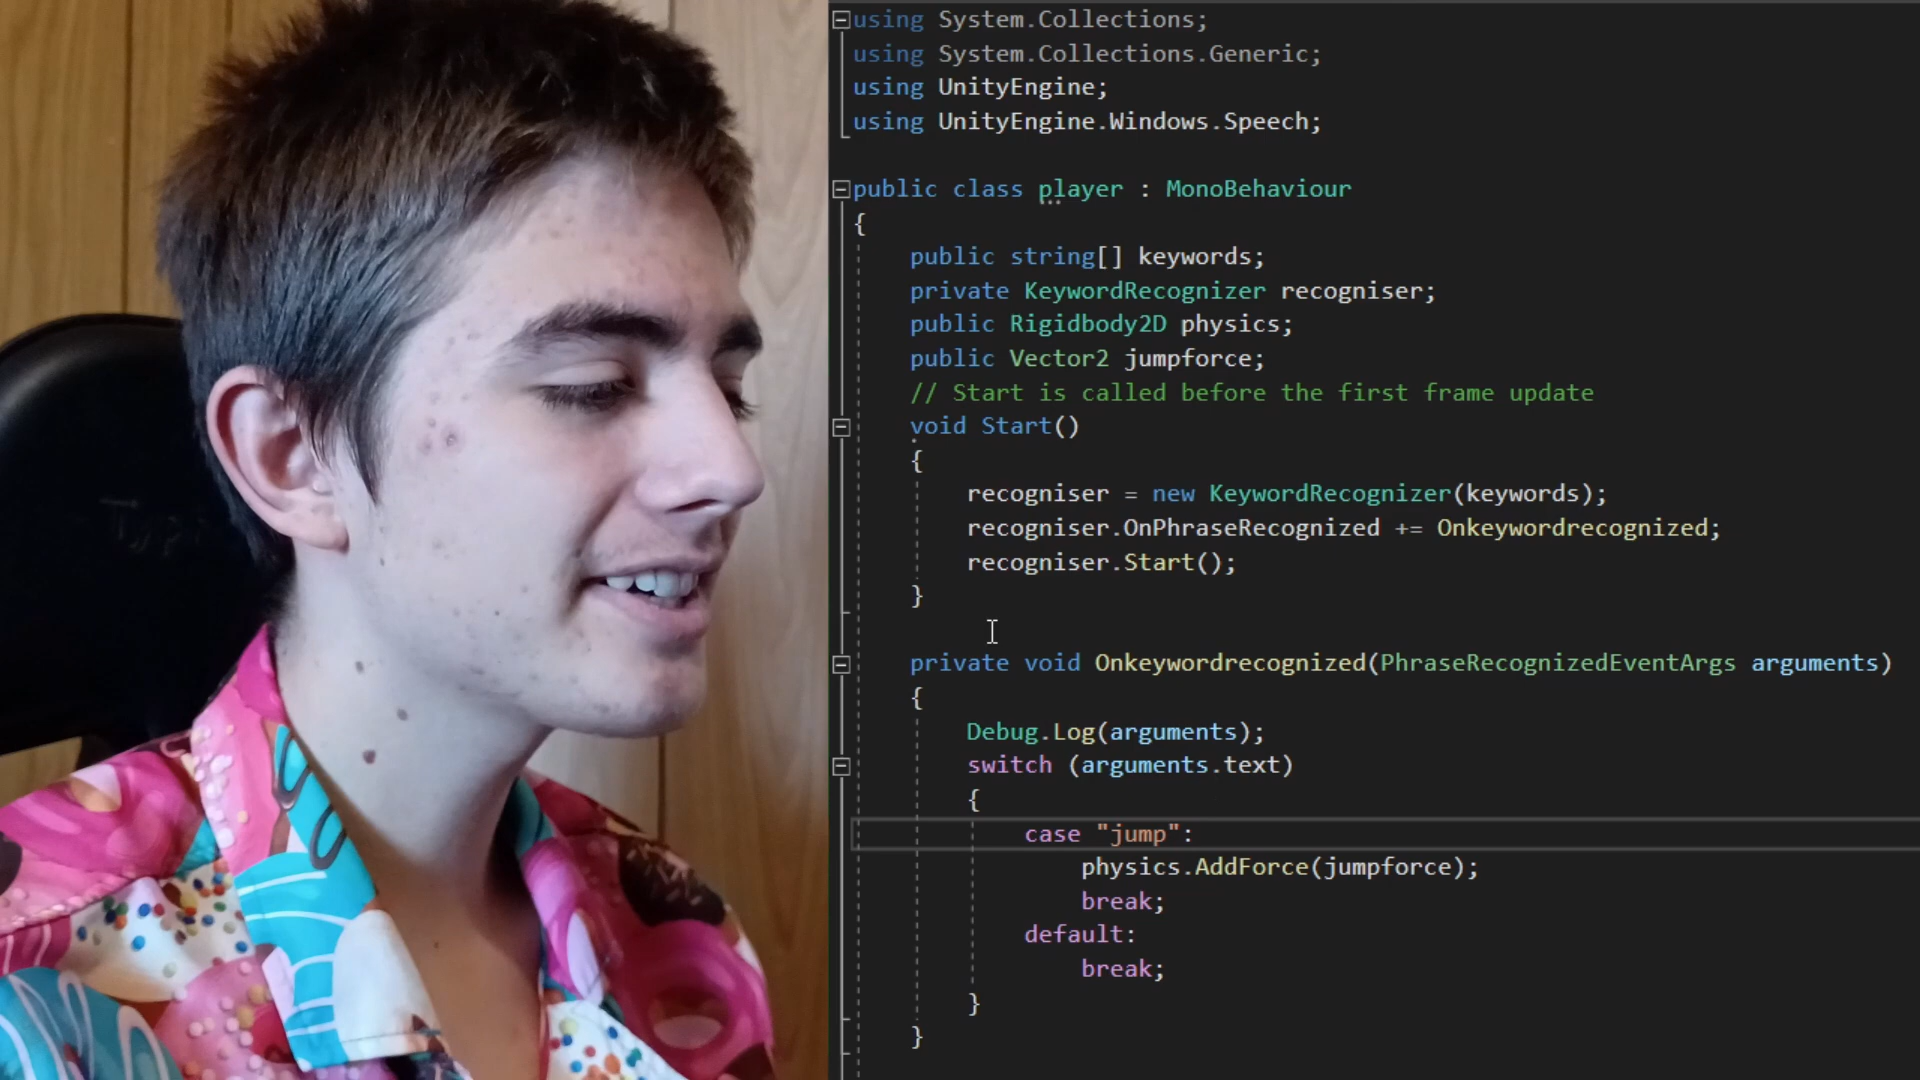 using System.Collections;
using System.Collections.Generic;
using UnityEngine;
using UnityEngine.Windows.Speech;
public class player : MonoBehaviour
{
public string[] keywords;
private KeywordRecognizer recogniser;
public Rigidbody2D physics;
public Vector2 jumpforce;
// Start is called before the first frame update
void Start()
{
recogniser = new KeywordRecognizer(keywords);
recogniser.OnPhraseRecognized += Onkeywordrecognized;
recogniser.Start();
}
private void Onkeywordrecognized(PhraseRecognizedEventArgs arguments)
{
Debug.Log(arguments);
switch (arguments.text)
{
case "jump":
physics.AddForce(jumpforce);
break;
default:
break;
}
}